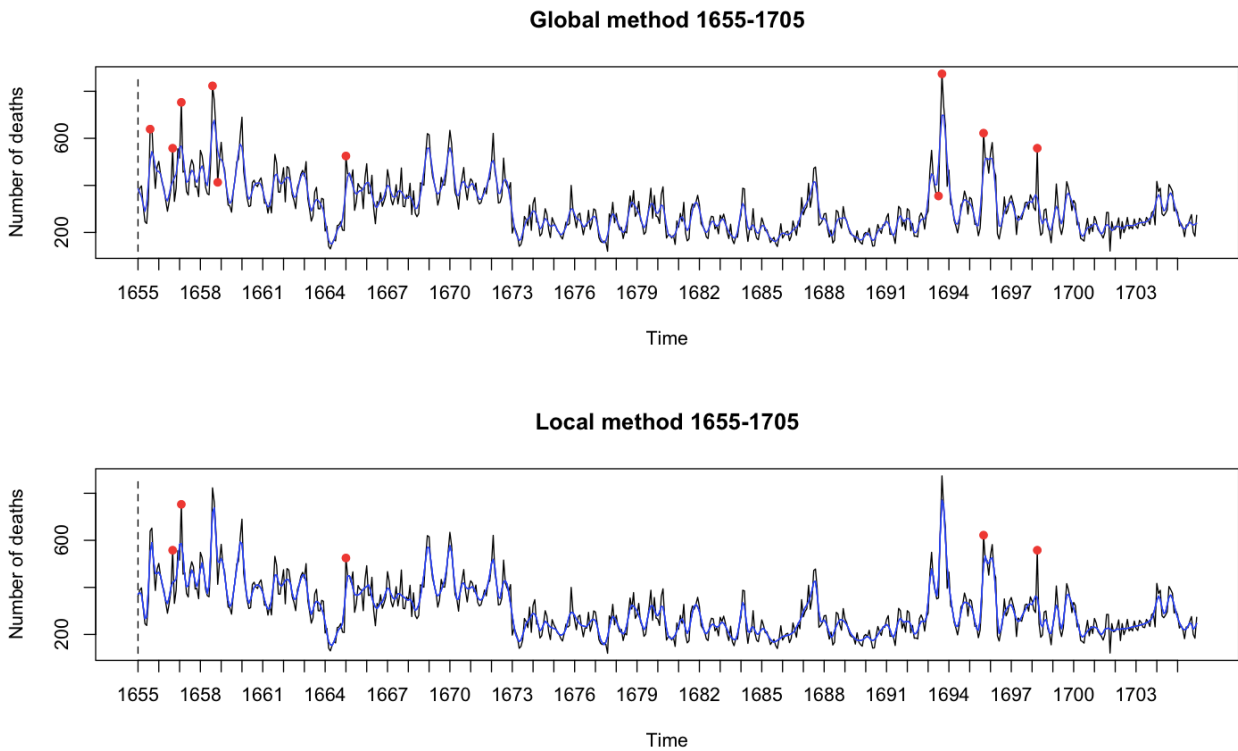 Global method 1655-1705
Number of deaths
600
200
1655 1658 1661 1664 1667 1670 1673 1676 1679 1682 1685 1688 1691 1694 1697 1700 1703
Time
Local method 1655-1705
Number of deaths
600
200
1655 1658 1661 1664 1667 1670 1673 1676 1679 1682 1685 1688 1691 1694 1697 1700 1703
Time